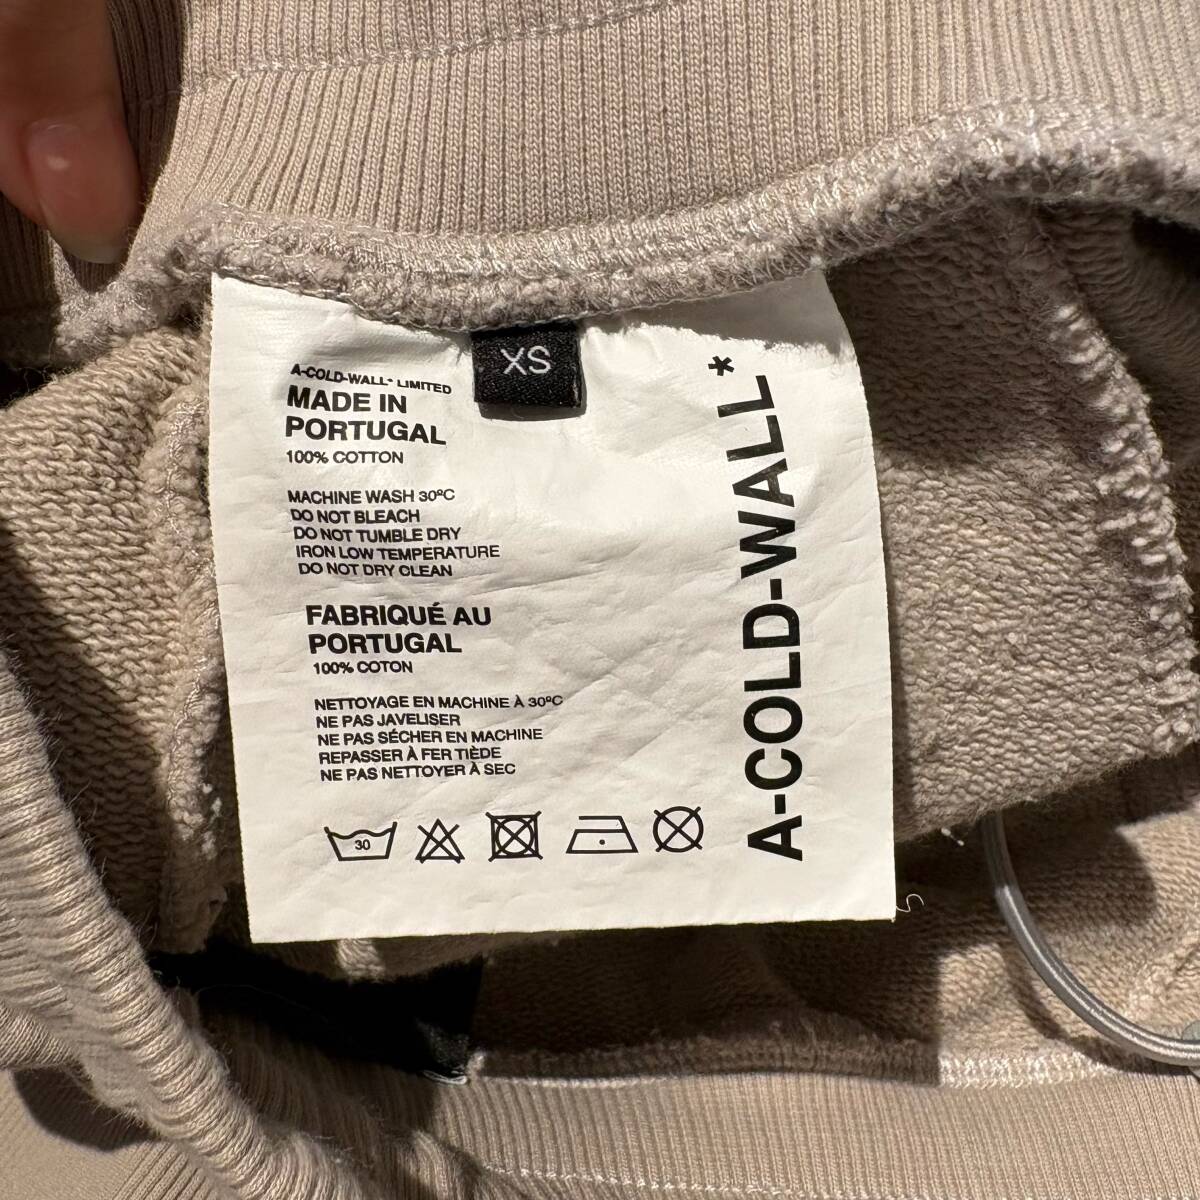 XS
A-COLD-WALL* LIMITED
MADE IN
PORTUGAL
100% COTTON
MACHINE WASH 30ºC
DO NOT BLEACH
DO NOT TUMBLE DRY
IRON LOW TEMPERATURE
DO NOT DRY CLEAN
FABRIQUÉ AU
PORTUGAL
100% COTON
NETTOYAGE EN MACHINE À 30ºC
NE PAS JAVELISER
NE PAS SÉCHER EN MACHINE
REPASSER À FER TIÈDE
NE PAS NETTOYER À SEC
30
A-COLD-WALL*